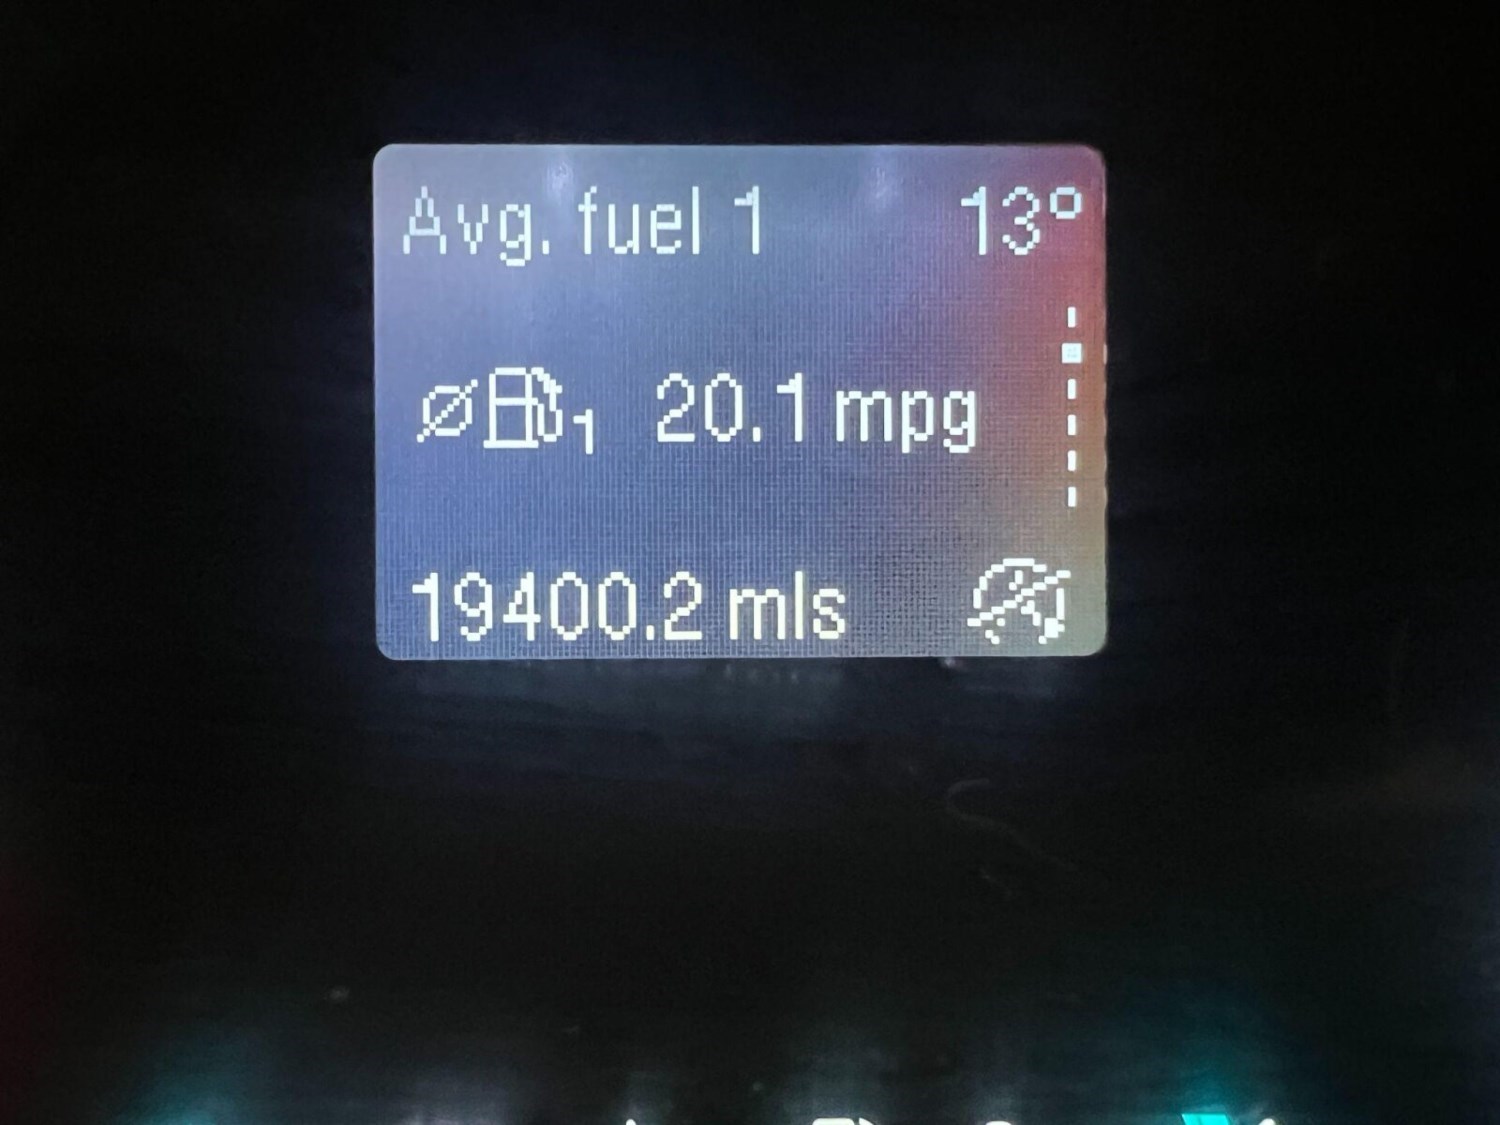 Avg. fuel 1 13°
1 20.1 mpg
19400.2 mls